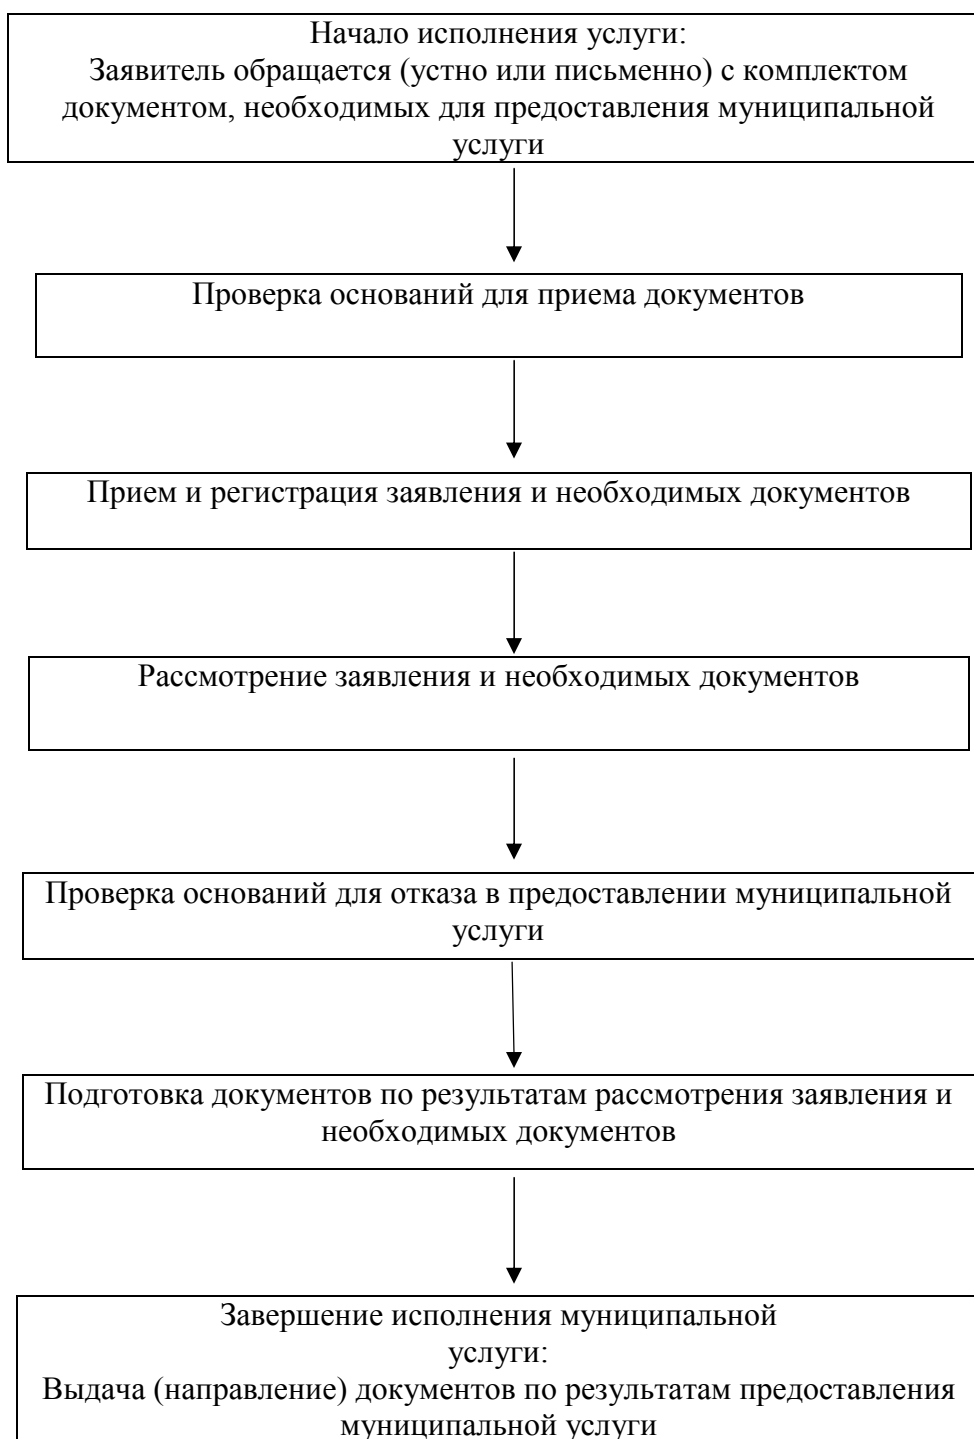 Начало исполнения услуги:
Заявитель обращается (устно или письменно) с комплектом
документом, необходимых для предоставления муниципальной
услуги
Проверка оснований для приема документов
Прием и регистрация заявления и необходимых документов
Рассмотрение заявления и необходимых документов
Проверка оснований для отказа в предоставлении муниципальной
услуги
Подготовка документов по результатам рассмотрения заявления и
необходимых документов
Завершение исполнения муниципальной
услуги:
Выдача (направление) документов по результатам предоставления
муниципальной услуги